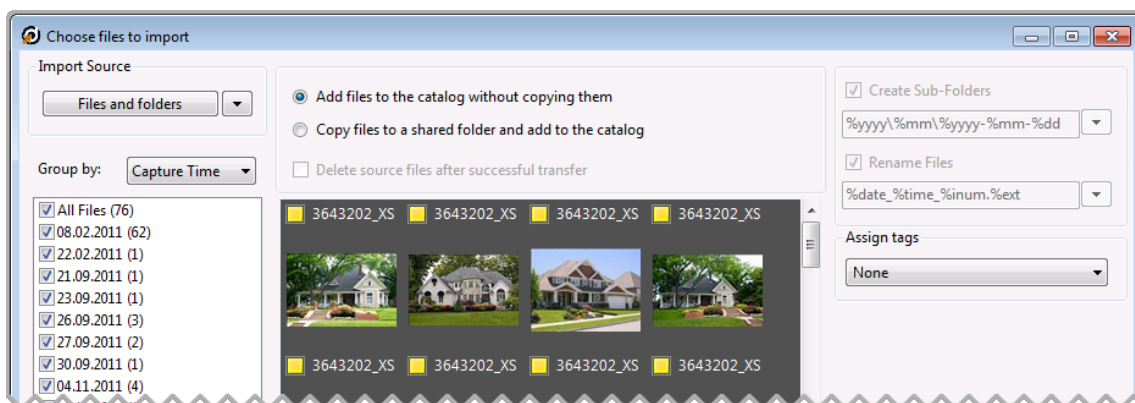 Choose files to import
Import Source
Files and folders
Group by: Capture Time
All Files (76)
08.02.2011 (62)
22.02.2011 (1)
21.09.2011 (1)
23.09.2011 (1)
26.09.2011 (3)
27.09.2011 (2)
30.09.2011 (1)
04.11.2011 (4)
Add files to the catalog without copying them
Copy files to a shared folder and add to the catalog
Delete source files after successful transfer
3643202_XS 3643202_XS 3643202_XS 3643202_XS
3643202_XS 3643202_XS 3643202_XS 3643202_XS
Create Sub-Folders
%yyyy\%mm\%yyyy-%mm-%dd
Rename Files
%date_%time_%inum.%ext
Assign tags
None